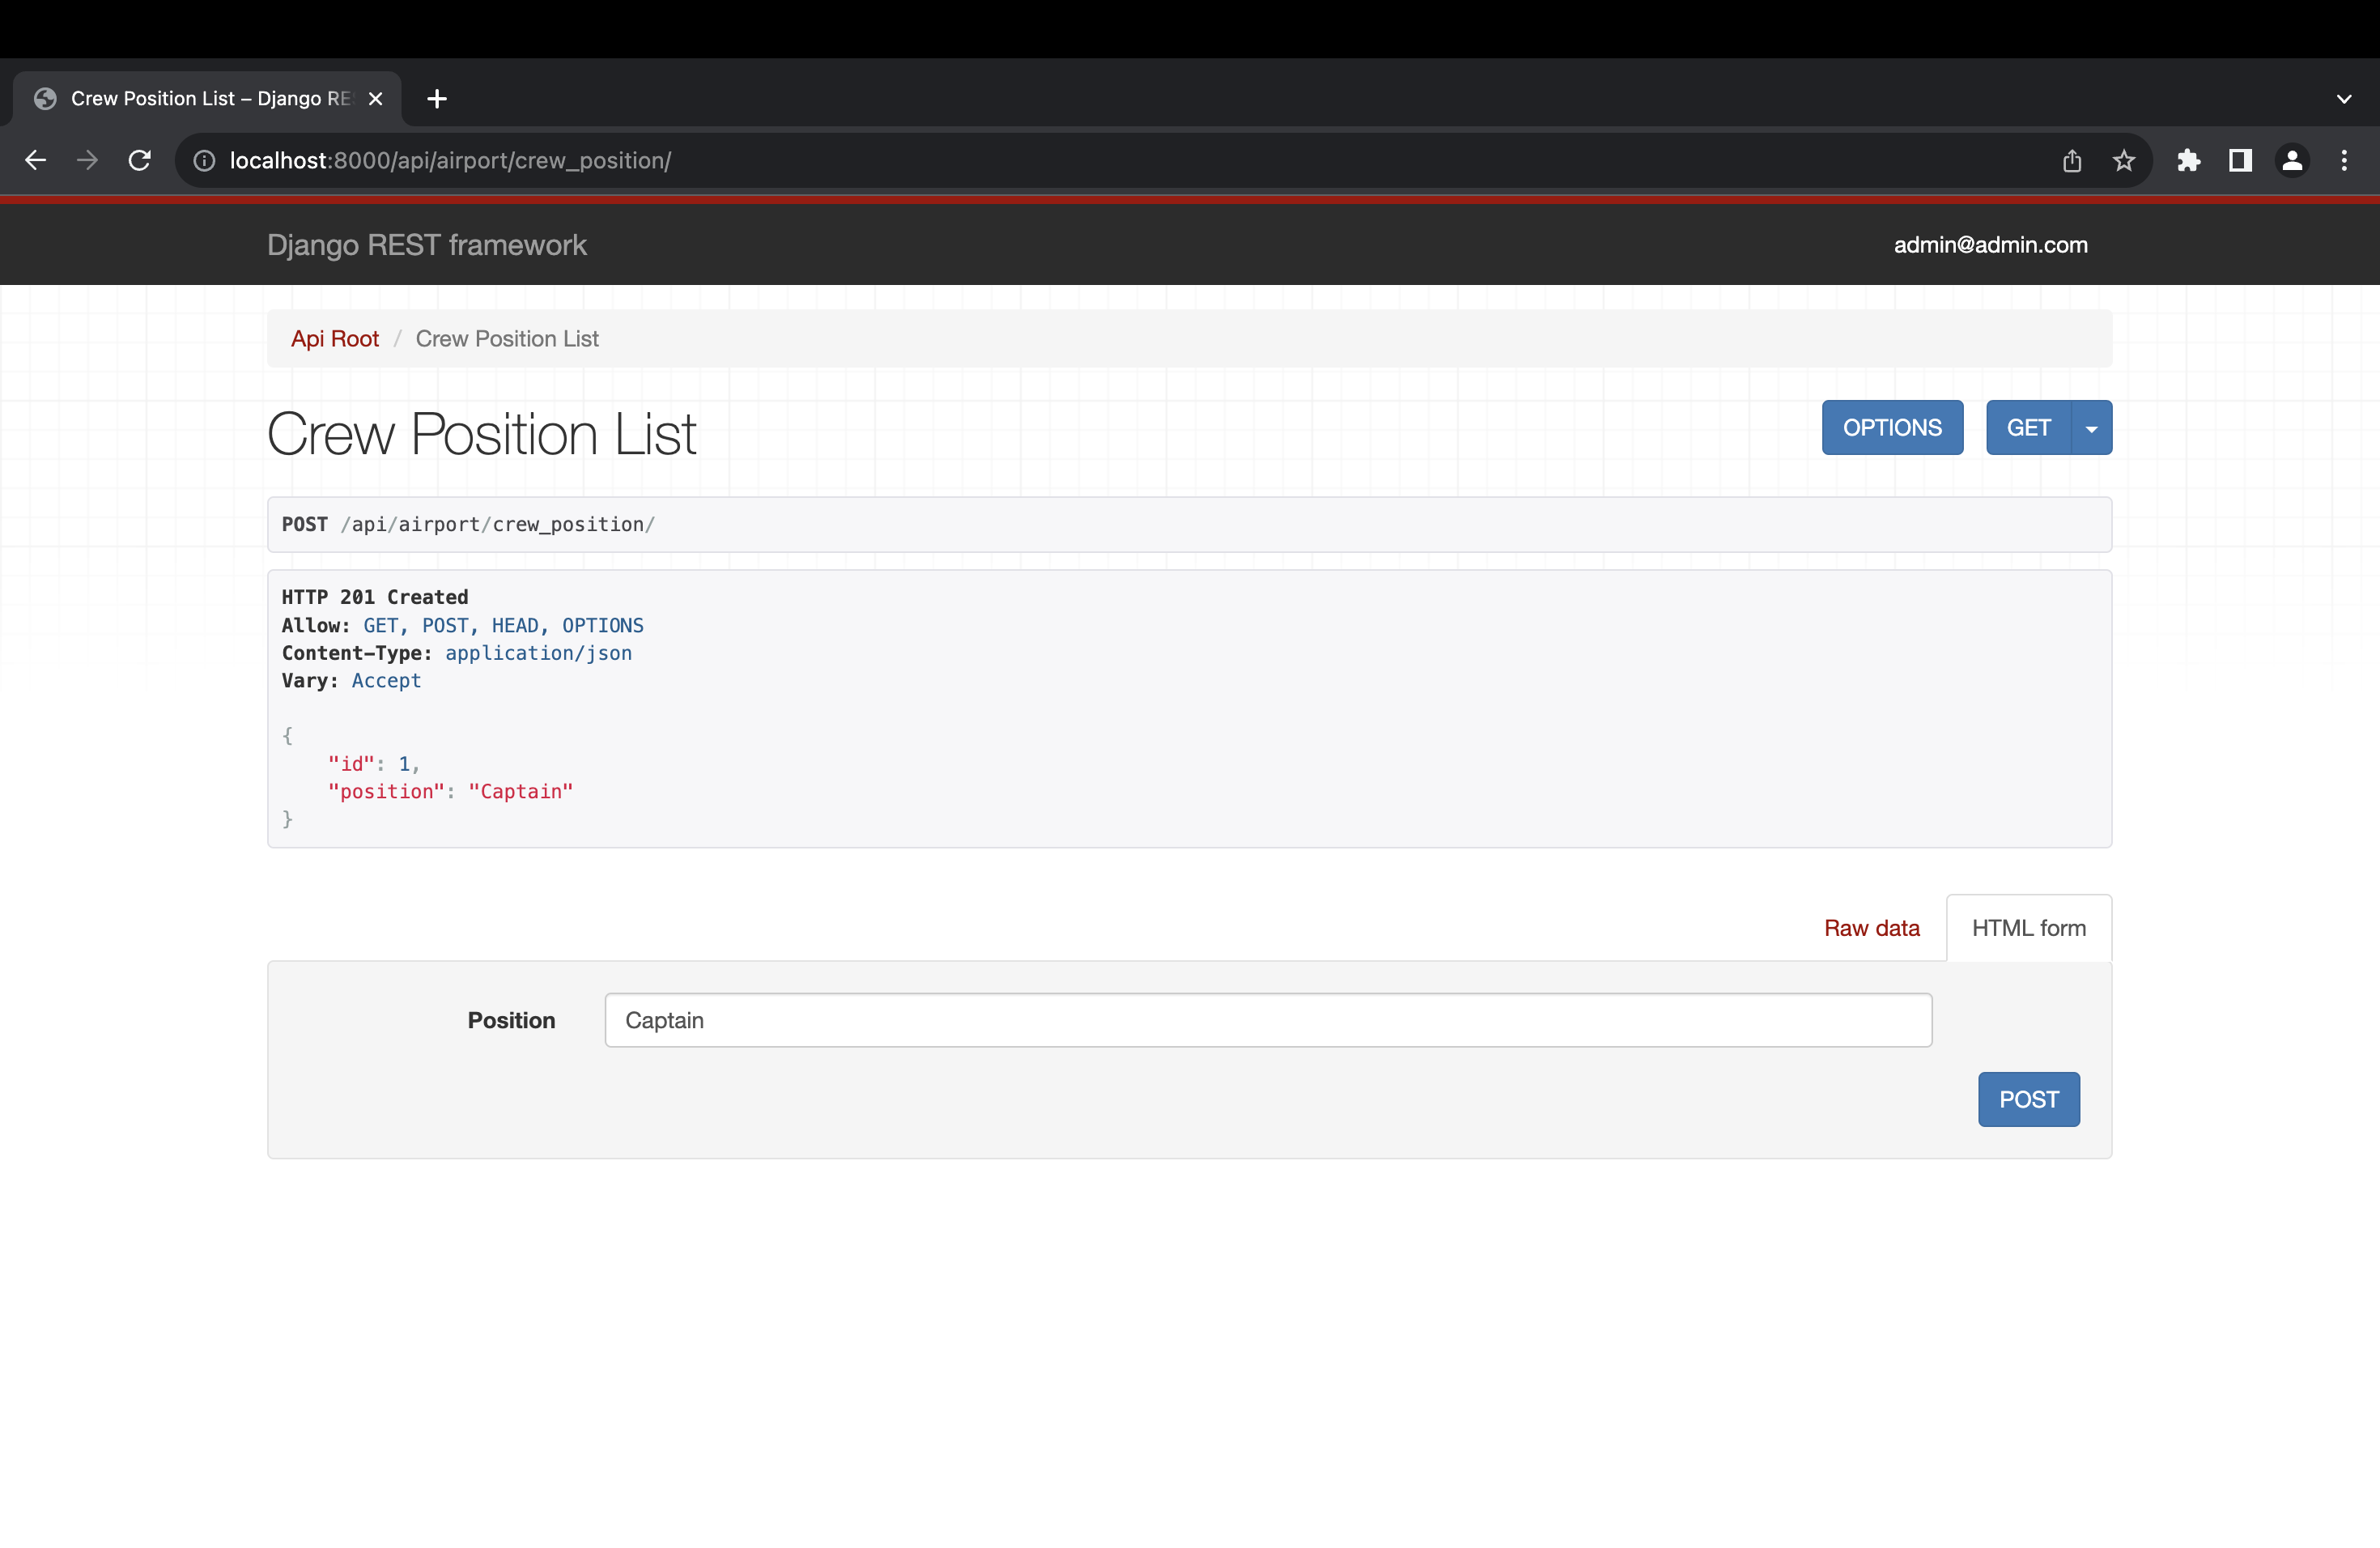 Crew Position List – Django RE
localhost:8000/api/airport/crew_position/
Django REST framework
admin@admin.com
Api Root / Crew Position List
Crew Position List
OPTIONS
GET
POST /api/airport/crew_position/
HTTP 201 Created
Allow: GET, POST, HEAD, OPTIONS
Content-Type: application/json
Vary: Accept
{
    "id": 1,
    "position": "Captain"
}
Raw data
HTML form
Position
Captain
POST